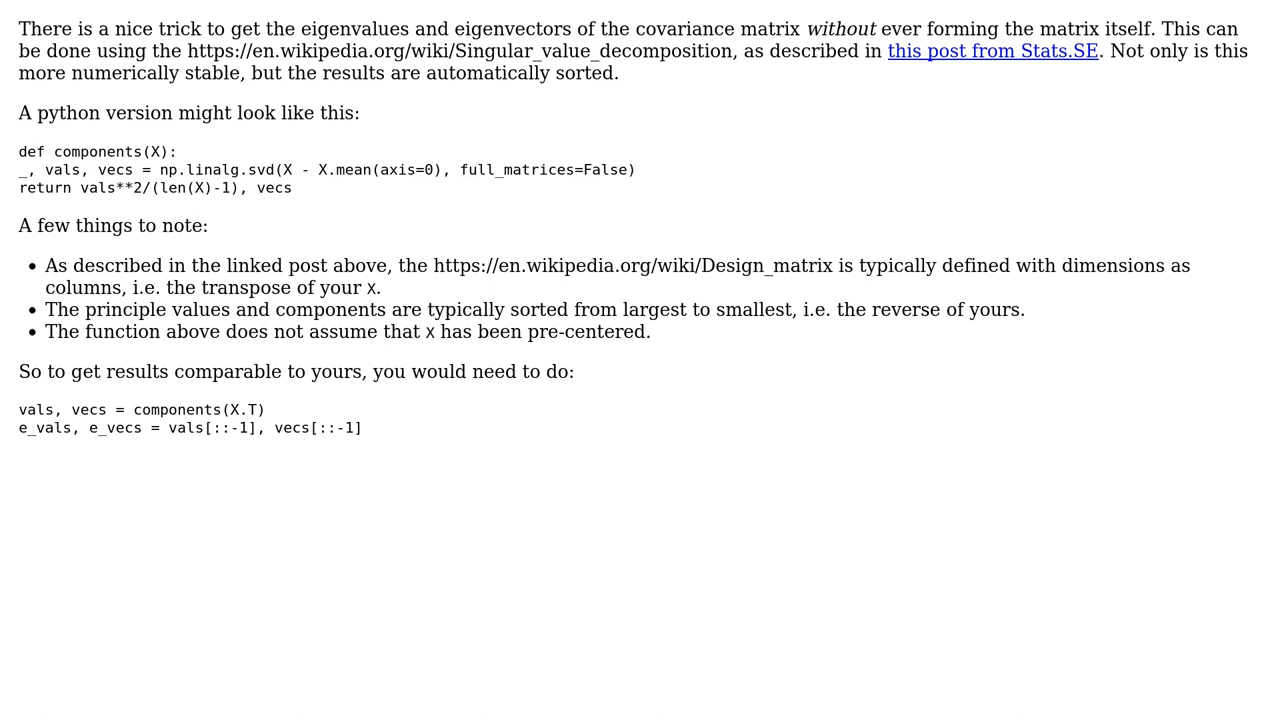 There is a nice trick to get the eigenvalues and eigenvectors of the covariance matrix without ever forming the matrix itself. This can
be done using the https://en.wikipedia.org/wiki/Singular_value_decomposition, as described in this post from Stats.SE. Not only is this
more numerically stable, but the results are automatically sorted.
A python version might look like this:
def components(X):
_, vals, vecs = np.linalg.svd(X - X.mean(axis=0), full_matrices=False)
return vals**2/(len(X)-1), vecs
A few things to note:
• As described in the linked post above, the https://en.wikipedia.org/wiki/Design_matrix is typically defined with dimensions as
columns, i.e. the transpose of your X.
• The principle values and components are typically sorted from largest to smallest, i.e. the reverse of yours.
• The function above does not assume that X has been pre-centered.
So to get results comparable to yours, you would need to do:
vals, vecs = components(X.T)
e_vals, e_vecs = vals[::-1], vecs[::-1]